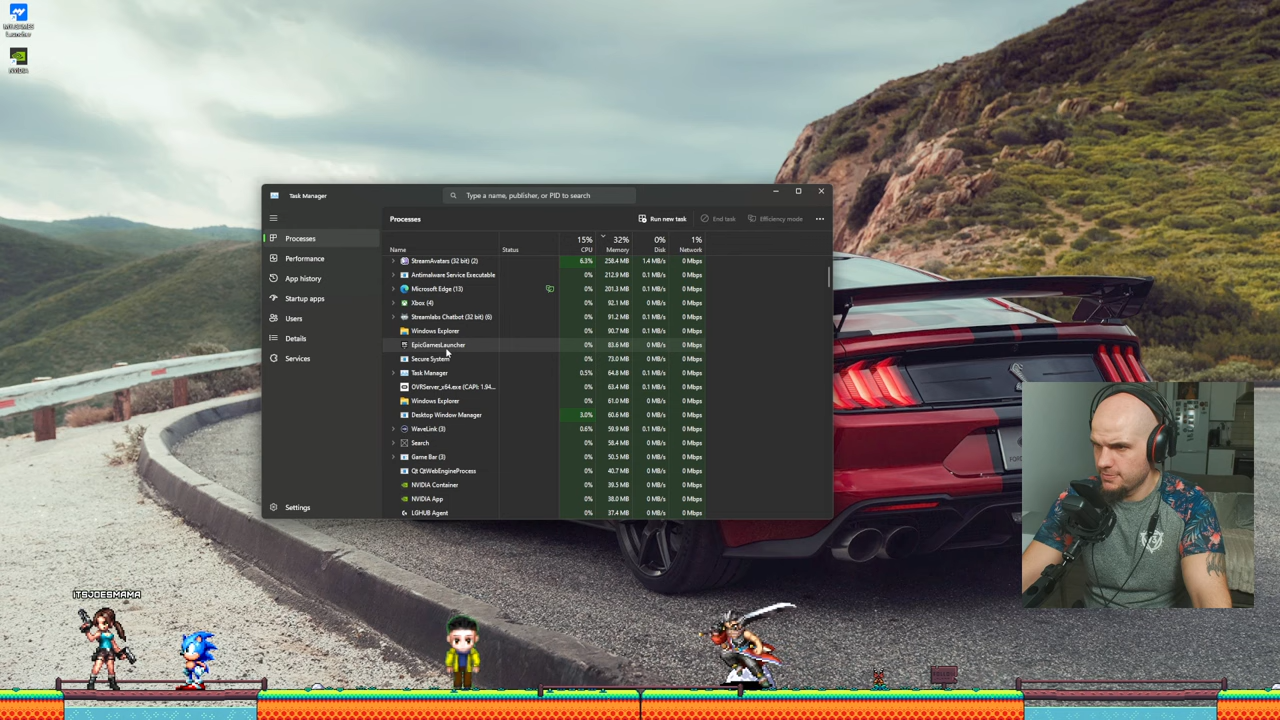 MY.GAMES
Launcher
NVIDIA
Task Manager
Type a name, publisher, or PID to search
Processes
Run new task
End task
Efficiency mode
Processes
Performance
App history
Startup apps
Users
Details
Services
Settings
15% 32% 0% 1%
Name Status CPU Memory Disk Network
StreamAvatars (32 bit) (2) 6.3% 258.4 MB 1.4 MB/s 0 Mbps
Antimalware Service Executable 0% 212.9 MB 0.1 MB/s 0 Mbps
Microsoft Edge (13) 0% 201.3 MB 0.1 MB/s 0 Mbps
Xbox (4) 0% 92.1 MB 0.1 MB/s 0 Mbps
Streamlabs Chatbot (32 bit) (6) 0% 91.2 MB 0.1 MB/s 0 Mbps
Windows Explorer 0% 90.7 MB 0.1 MB/s 0 Mbps
EpicGamesLauncher 0% 83.6 MB 0 MB/s 0 Mbps
Secure System 0% 73.0 MB 0 MB/s 0 Mbps
Task Manager 0.5% 64.8 MB 0.1 MB/s 0 Mbps
OVRServer_x64.exe (CAPI: 1.94... 0% 63.4 MB 0.1 MB/s 0 Mbps
Windows Explorer 0% 61.0 MB 0 MB/s 0 Mbps
Desktop Window Manager 3.0% 60.6 MB 0 MB/s 0 Mbps
WaveLink (3) 0.6% 59.9 MB 0.1 MB/s 0 Mbps
Search 0% 58.4 MB 0 MB/s 0 Mbps
Game Bar (3) 0% 50.5 MB 0 MB/s 0 Mbps
Qt QtWebEngineProcess 0% 40.7 MB 0 MB/s 0 Mbps
NVIDIA Container 0% 39.5 MB 0 MB/s 0 Mbps
NVIDIA App 0% 38.0 MB 0 MB/s 0 Mbps
LGHUB Agent 0% 37.4 MB 0 MB/s 0 Mbps
ITSJOESMAMA